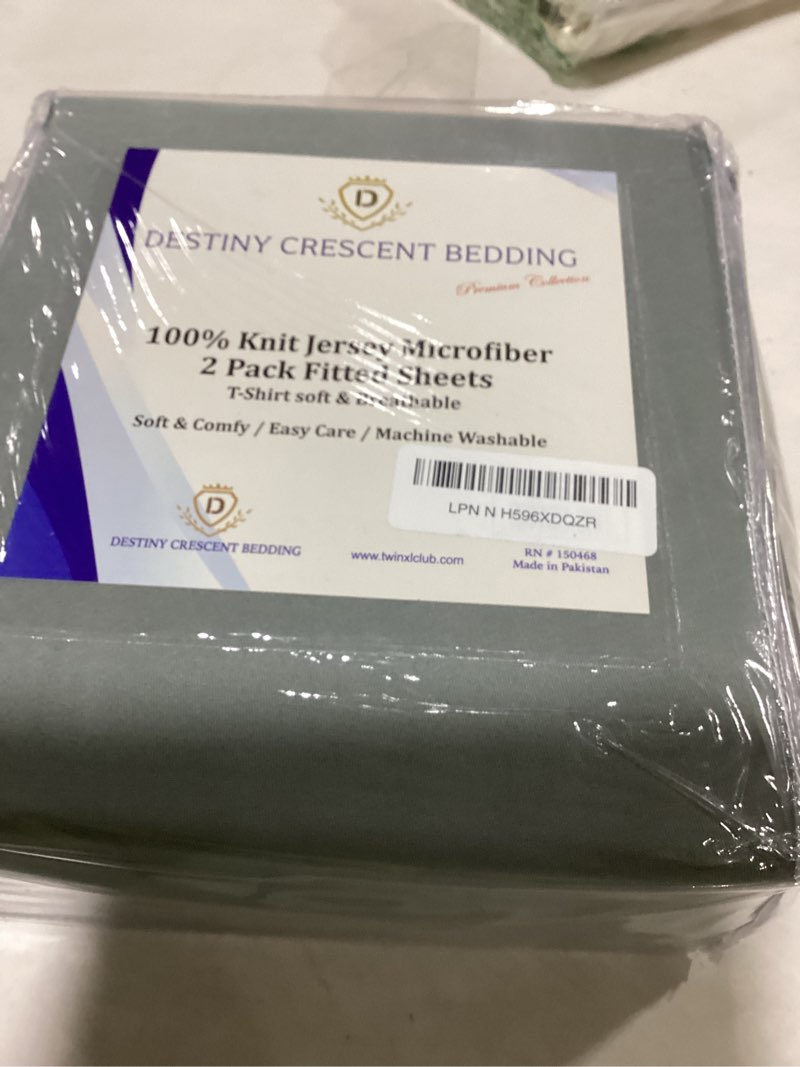 D
DESTINY CRESCENT BEDDING
Premium Collection
100% Knit Jersey Microfiber
2 Pack Fitted Sheets
T-Shirt soft & Breathable
Soft & Comfy / Easy Care / Machine Washable
LPN N H596XDQZR
D
DESTINY CRESCENT BEDDING
www.twinxlclub.com
RN # 150468
Made in Pakistan